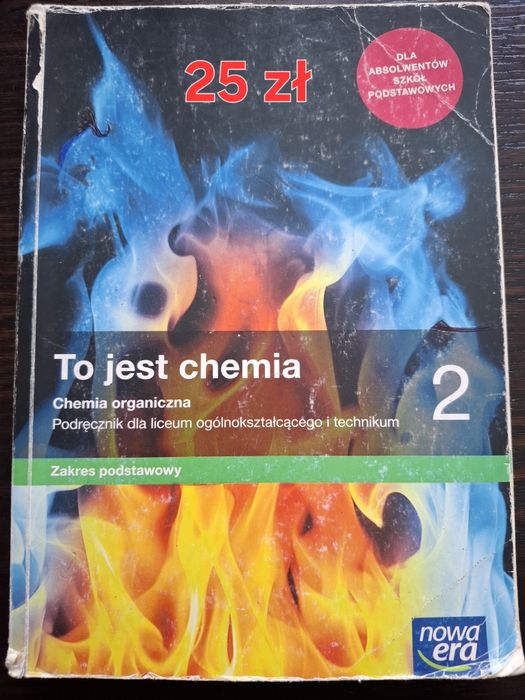 25 zł
DLA
ABSOLWENTÓW
SZKÓŁ
PODSTAWOWYCH
To jest chemia
2
Chemia organiczna
Podręcznik dla liceum ogólnokształcącego i technikum
Zakres podstawowy
nowa
era